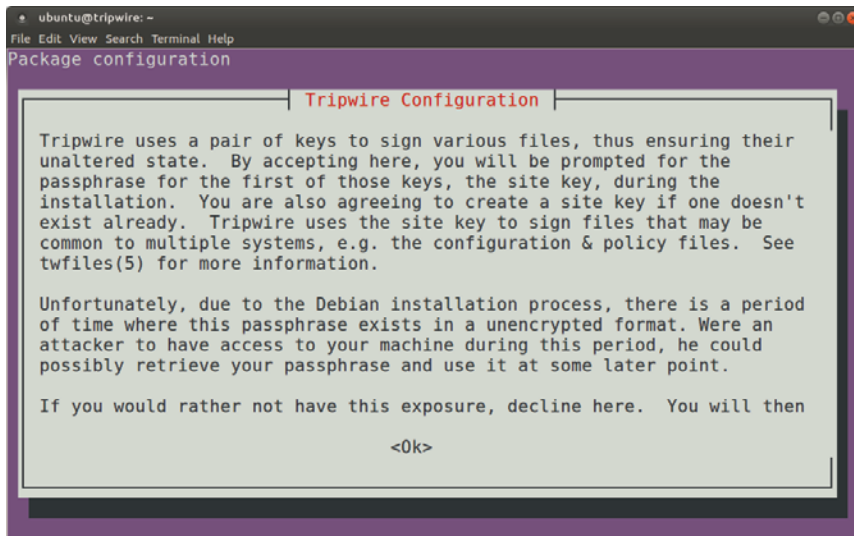 ubuntu@tripwire: ~
File Edit View Search Terminal Help
Package configuration
Tripwire Configuration
Tripwire uses a pair of keys to sign various files, thus ensuring their
unaltered state.  By accepting here, you will be prompted for the
passphrase for the first of those keys, the site key, during the
installation.  You are also agreeing to create a site key if one doesn't
exist already.  Tripwire uses the site key to sign files that may be
common to multiple systems, e.g. the configuration & policy files.  See
twfiles(5) for more information.
Unfortunately, due to the Debian installation process, there is a period
of time where this passphrase exists in a unencrypted format. Were an
attacker to have access to your machine during this period, he could
possibly retrieve your passphrase and use it at some later point.
If you would rather not have this exposure, decline here.  You will then
<Ok>